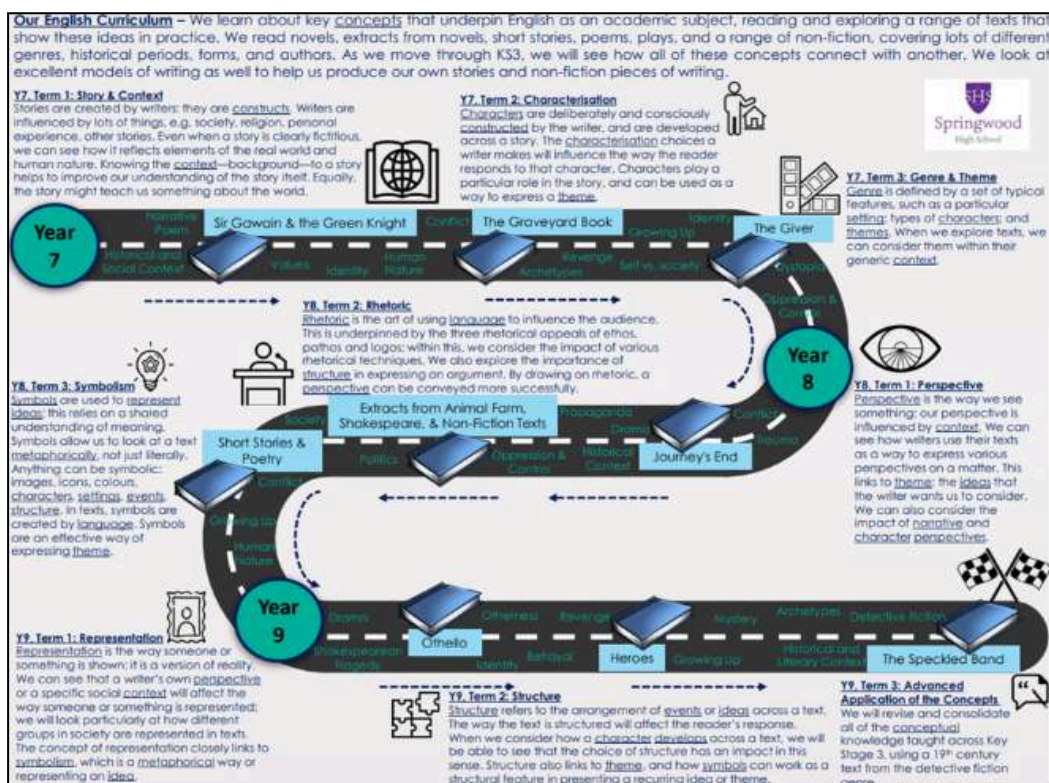 Our English Curriculum – We learn about key concepts that underpin English as an academic subject, reading and exploring a range of texts that
show these ideas in practice. We read novels, extracts from novels, short stories, poems, plays, and a range of non-fiction, covering lots of different
genres, historical periods, forms, and authors. As we move through KS3, we will see how all of these concepts connect with another. We look at
excellent models of writing as well to help us produce our own stories and non-fiction pieces of writing.
Y7, Term 1: Story & Context
Stories are created by writers: they are constructs. Writers are
influenced by lots of things, e.g. society, religion, personal
experience, other stories. Even when a story is clearly fictitious,
we can see how it reflects elements of the real world and
human nature. Knowing the context—background—to a story
helps to improve our understanding of the story itself. Equally,
the story might teach us something about the world.
Y7, Term 2: Characterisation
Characters are deliberately and consciously
constructed by the writer, and are developed
across a story. The characterisation choices a
writer makes will influence the way the reader
responds to that character. Characters play a
particular role in the story, and can be used as a
way to express a theme.
SHS
Springwood
High School
Y7, Term 3: Genre & Theme
Genre is defined by a set of typical
features, such as a particular
setting; types of characters; and
themes. When we explore texts, we
can consider them within their
generic context.
Year
7
Narrative
Poem
Sir Gawain & the Green Knight
Conflict
The Graveyard Book
Identity
Growing Up
The Giver
Historical and
Social Context
Values
Identity
Human
Nature
Archetypes
Revenge
Self vs. society
Dystopia
Oppression &
Control
Year
8
Y8, Term 2: Rhetoric
Rhetoric is the art of using language to influence the audience.
This is underpinned by the three rhetorical appeals of ethos,
pathos and logos; within this, we consider the impact of various
rhetorical techniques. We also explore the importance of
structure in expressing an argument. By drawing on rhetoric, a
perspective can be conveyed more successfully.
Y8, Term 1: Perspective
Perspective is the way we see
something; our perspective is
influenced by context. We can
see how writers use their texts
as a way to express various
perspectives on a matter. This
links to theme: the ideas that
the writer wants us to consider.
We can also consider the
impact of narrative and
character perspectives.
Y8, Term 3: Symbolism
Symbols are used to represent
ideas; this relies on a shared
understanding of meaning.
Symbols allow us to look at a text
metaphorically, not just literally.
Anything can be symbolic:
images, icons, colours,
characters, settings, events,
structure. In texts, symbols are
created by language. Symbols
are an effective way of
expressing theme.
Society
Extracts from Animal Farm,
Shakespeare, & Non-Fiction Texts
Propaganda
Drama
Conflict
Trauma
Short Stories &
Poetry
Politics
Oppression &
Control
Historical
Context
Journey's End
Conflict
Growing Up
Human
Nature
Year
9
Drama
Othello
Otherness
Revenge
Heroes
Mystery
Archetypes
Detective Fiction
Shakespearean
Tragedy
Identity
Betrayal
Growing Up
Historical and
Literary Context
The Speckled Band
Y9, Term 1: Representation
Representation is the way someone or
something is shown; it is a version of reality.
We can see that a writer's own perspective
or a specific social context will affect the
way someone or something is represented;
we will look particularly at how different
groups in society are represented in texts.
The concept of representation closely links to
symbolism, which is a metaphorical way or
representing an idea.
Y9, Term 2: Structure
Structure refers to the arrangement of events or ideas across a text.
The way the text is structured will affect the reader's response.
When we consider how a character develops across a text, we will
be able to see that the choice of structure has an impact in this
sense. Structure also links to theme, and how symbols can work as a
structural feature in presenting a recurring idea or theme.
Y9, Term 3: Advanced
Application of the Concepts
We will revise and consolidate
all of the conceptual
knowledge taught across Key
Stage 3, using a 19th century
text from the detective fiction
genre.